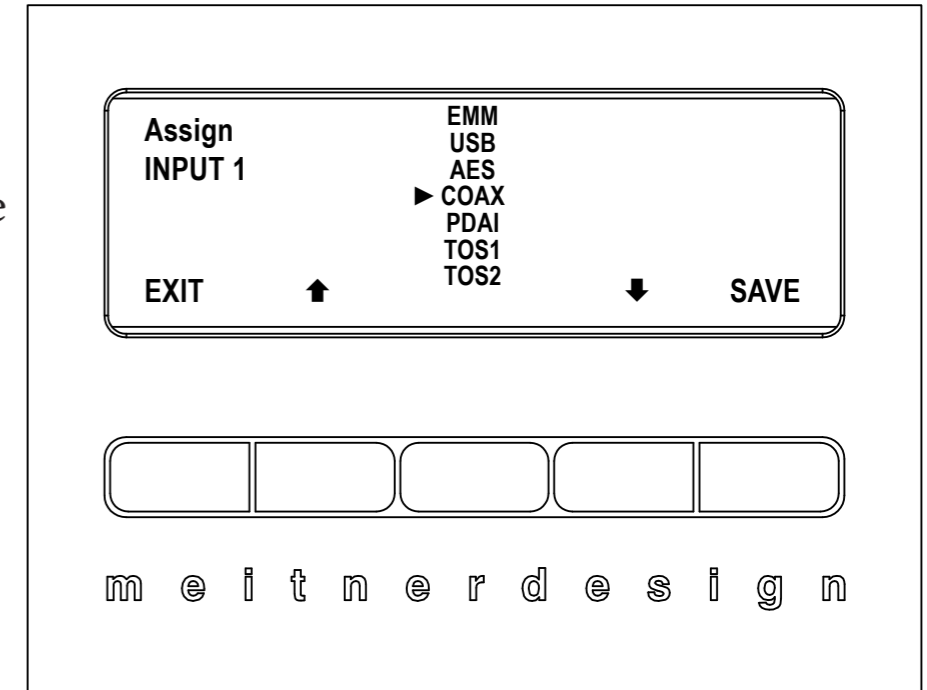 e
Assign
INPUT 1
EMM
USB
AES
► COAX
PDAI
TOS1
TOS2
EXIT ⬆ ⬇ SAVE
meitnerdesign